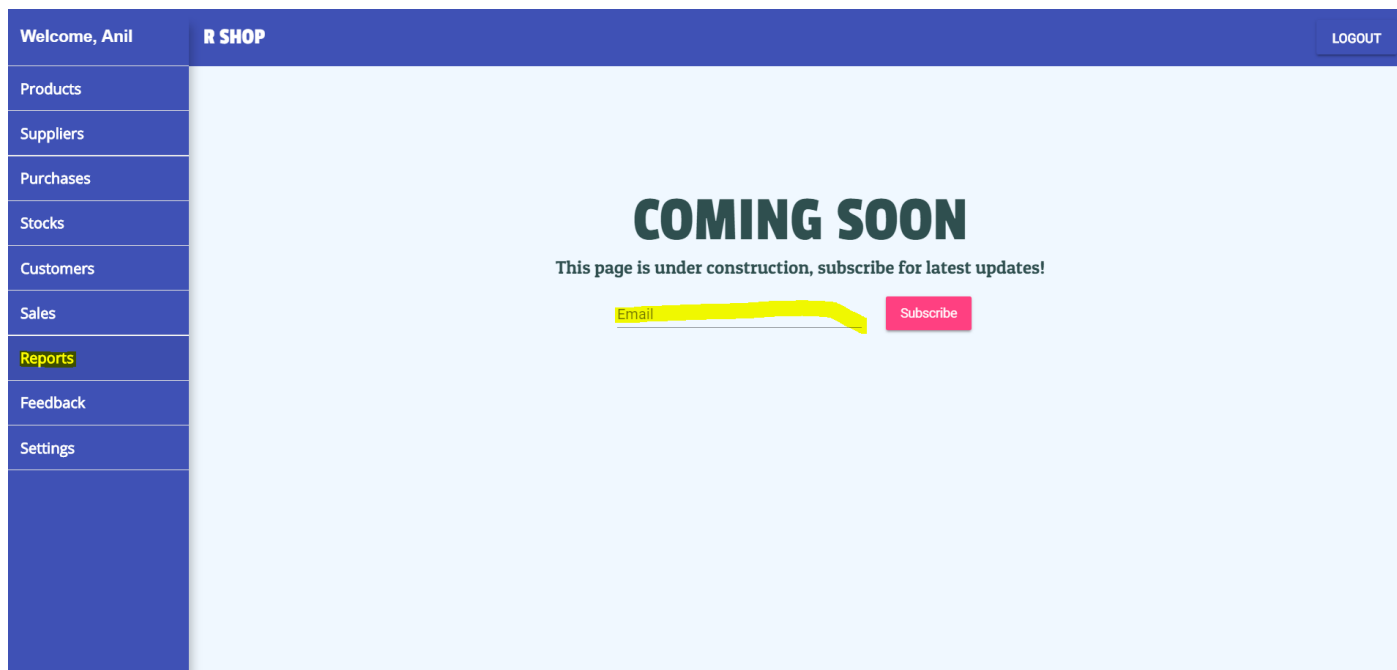 Welcome, Anil
R SHOP
LOGOUT
Products
Suppliers
Purchases
Stocks
Customers
Sales
Reports
Feedback
Settings
COMING SOON
This page is under construction, subscribe for latest updates!
Email
Subscribe